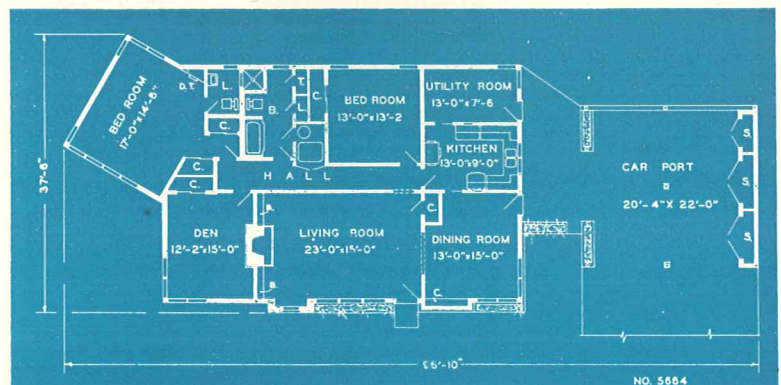 D.T.
L.
BED ROOM
17'-0"x14'-8"
C.
C.
C.
B.
T.
L.
C.
BED ROOM
13'-0"x13'-2
UTILITY ROOM
13'-0"x7'-6
KITCHEN
13'-0"x9'-0"
HALL
37'-6"
DEN
12'-2"x15'-0"
B.
B.
LIVING ROOM
23'-0"x15'-0"
C.
DINING ROOM
13'-0"x15'-0"
C.
CAR PORT
20'-4"X 22'-0"
S.
S.
S.
NO. 5664